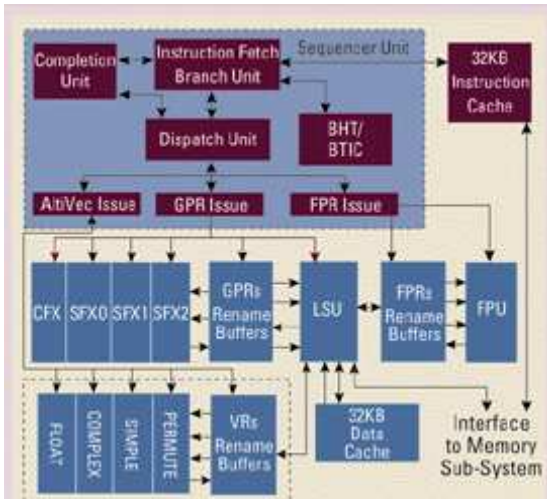 Sequencer Unit
Completion
Unit
Instruction Fetch
Branch Unit
32KB
Instruction
Cache
Dispatch Unit
BHT/
BTIC
AltiVec Issue
GPR Issue
FPR Issue
CFX
SFX0
SFX1
SFX2
GPRs
Rename
Buffers
LSU
FPRs
Rename
Buffers
FPU
FLOAT
COMPLEX
SIMPLE
PERMUTE
VRs
Rename
Buffers
32KB
Data
Cache
Interface
to Memory
Sub-System